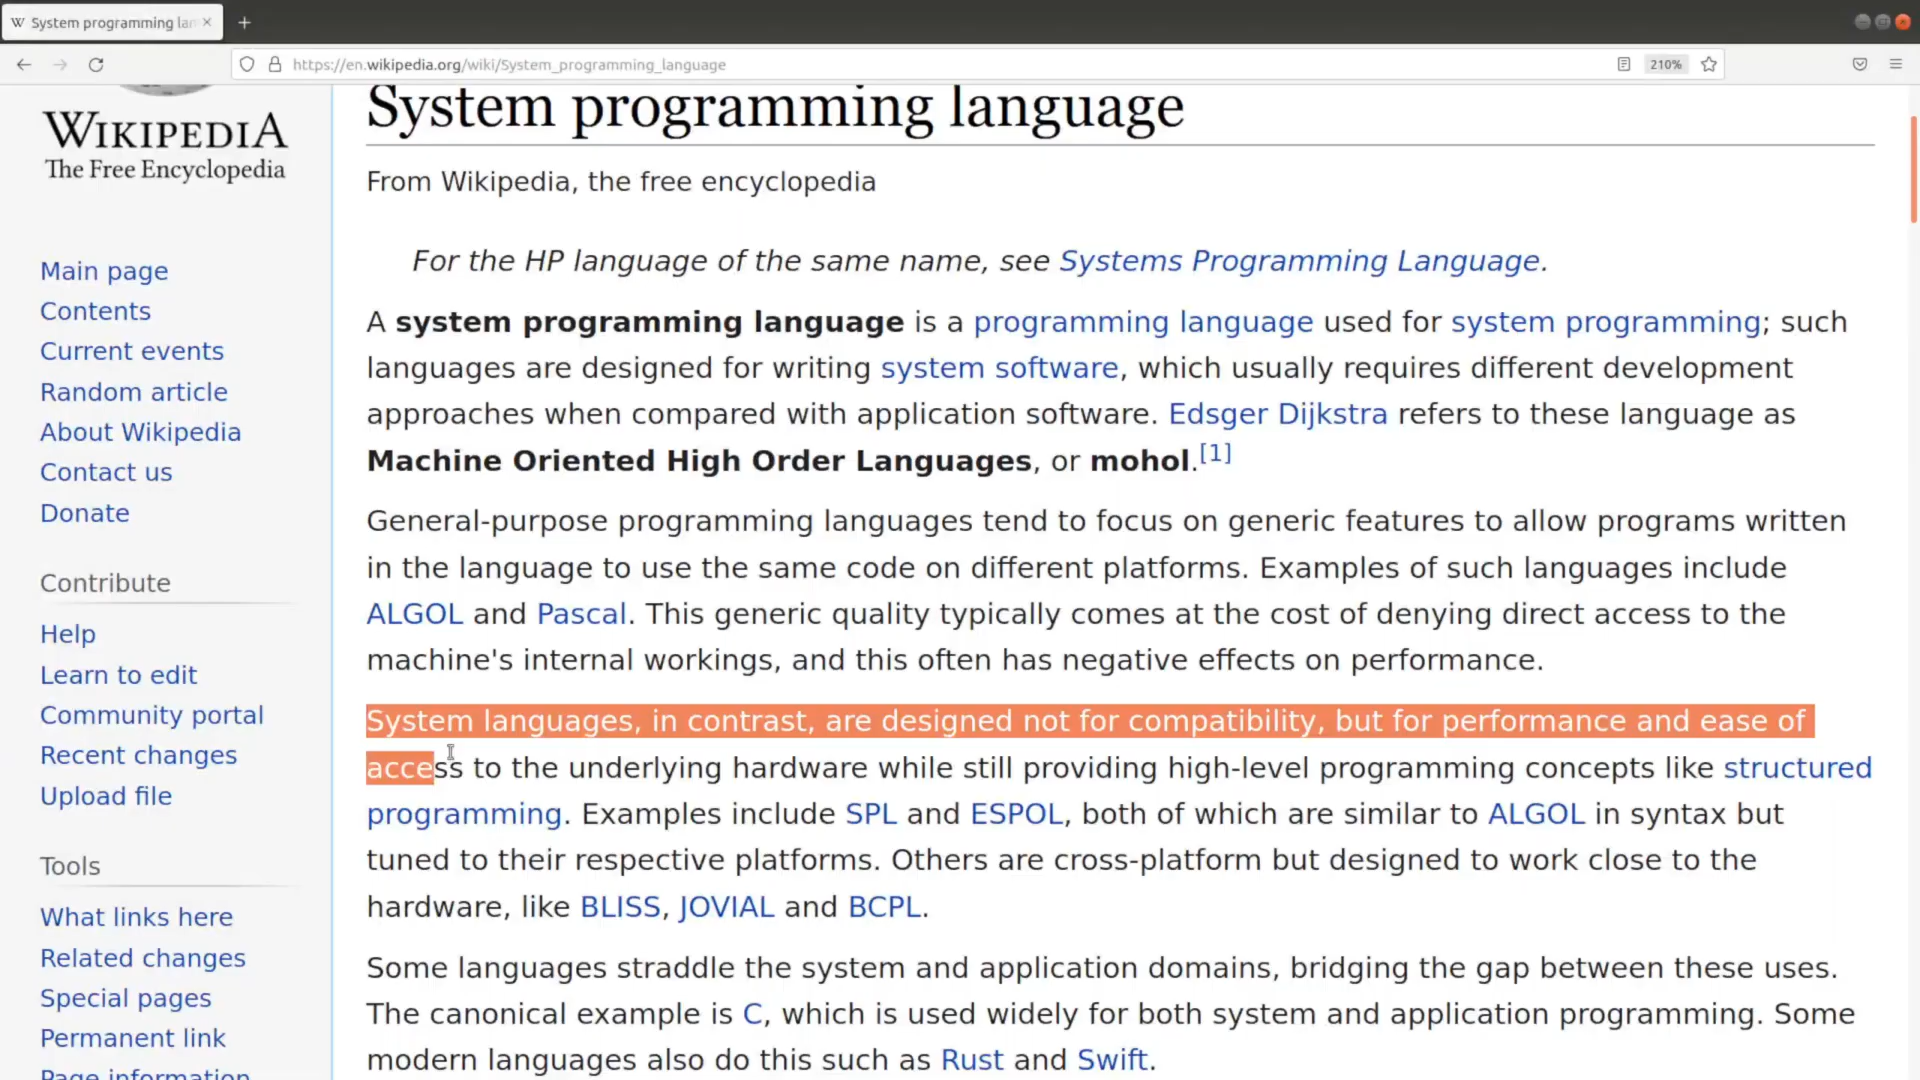 W System programming lan
https://en.wikipedia.org/wiki/System_programming_language
210%
WIKIPEDIA
The Free Encyclopedia
Main page
Contents
Current events
Random article
About Wikipedia
Contact us
Donate
Contribute
Help
Learn to edit
Community portal
Recent changes
Upload file
Tools
What links here
Related changes
Special pages
Permanent link
Page information
System programming language
From Wikipedia, the free encyclopedia
For the HP language of the same name, see Systems Programming Language.
A system programming language is a programming language used for system programming; such
languages are designed for writing system software, which usually requires different development
approaches when compared with application software. Edsger Dijkstra refers to these language as
Machine Oriented High Order Languages, or mohol.[1]
General-purpose programming languages tend to focus on generic features to allow programs written
in the language to use the same code on different platforms. Examples of such languages include
ALGOL and Pascal. This generic quality typically comes at the cost of denying direct access to the
machine's internal workings, and this often has negative effects on performance.
System languages, in contrast, are designed not for compatibility, but for performance and ease of
access to the underlying hardware while still providing high-level programming concepts like structured
programming. Examples include SPL and ESPOL, both of which are similar to ALGOL in syntax but
tuned to their respective platforms. Others are cross-platform but designed to work close to the
hardware, like BLISS, JOVIAL and BCPL.
Some languages straddle the system and application domains, bridging the gap between these uses.
The canonical example is C, which is used widely for both system and application programming. Some
modern languages also do this such as Rust and Swift.